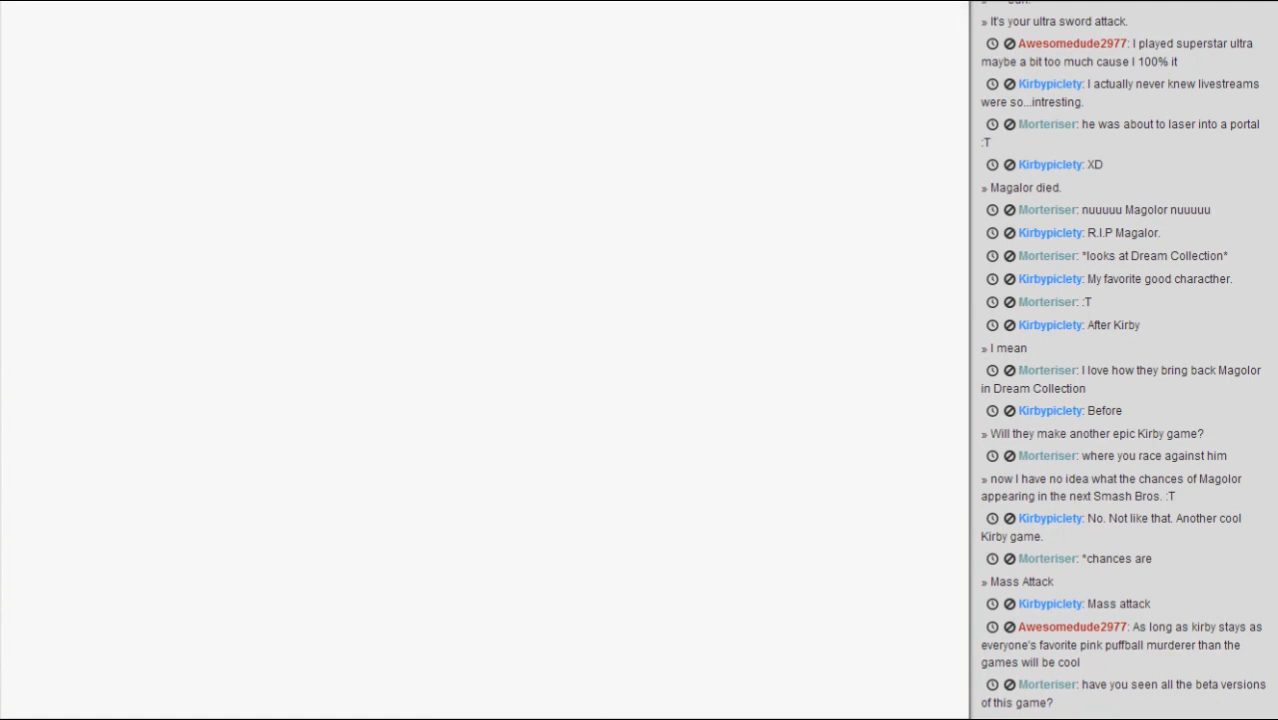 » It's your ultra sword attack.
Awesomedude2977: I played superstar ultra
maybe a bit too much cause I 100% it
Kirbypiclety: I actually never knew livestreams
were so...intresting.
Morteriser: he was about to laser into a portal
:T
Kirbypiclety: XD
» Magalor died.
Morteriser: nuuuuu Magolor nuuuuu
Kirbypiclety: R.I.P Magalor.
Morteriser: *looks at Dream Collection*
Kirbypiclety: My favorite good characther.
Morteriser: :T
Kirbypiclety: After Kirby
» I mean
Morteriser: I love how they bring back Magolor
in Dream Collection
Kirbypiclety: Before
» Will they make another epic Kirby game?
Morteriser: where you race against him
» now I have no idea what the chances of Magolor
appearing in the next Smash Bros. :T
Kirbypiclety: No. Not like that. Another cool
Kirby game.
Morteriser: *chances are
» Mass Attack
Kirbypiclety: Mass attack
Awesomedude2977: As long as kirby stays as
everyone's favorite pink puffball murderer than the
games will be cool
Morteriser: have you seen all the beta versions
of this game?